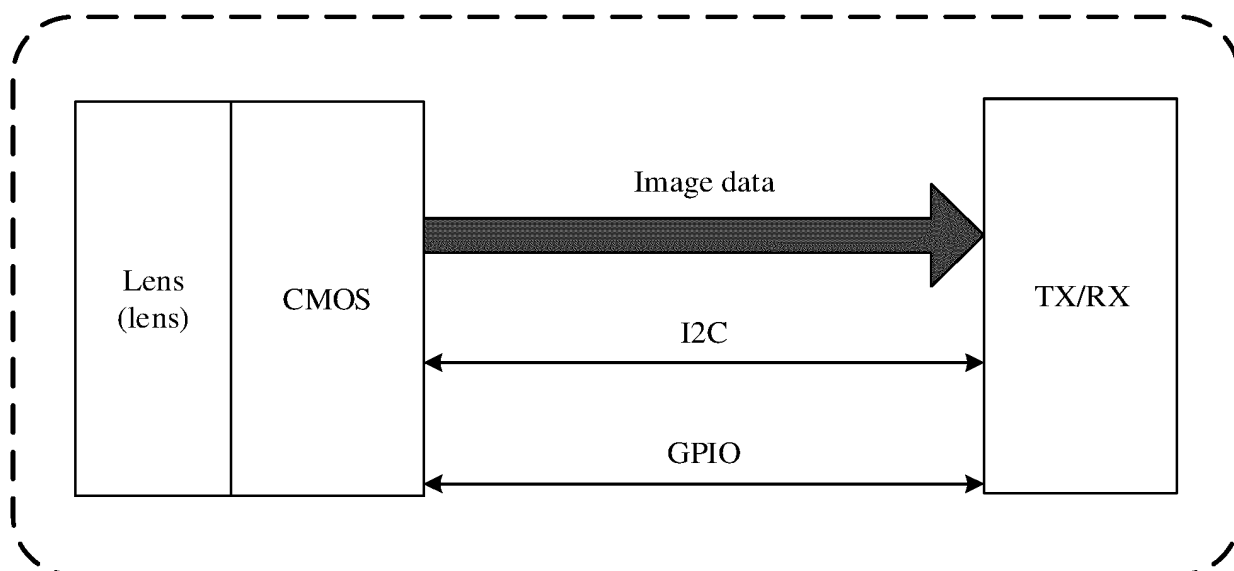 Image data
Lens
(lens)
CMOS
TX/RX
I2C
GPIO